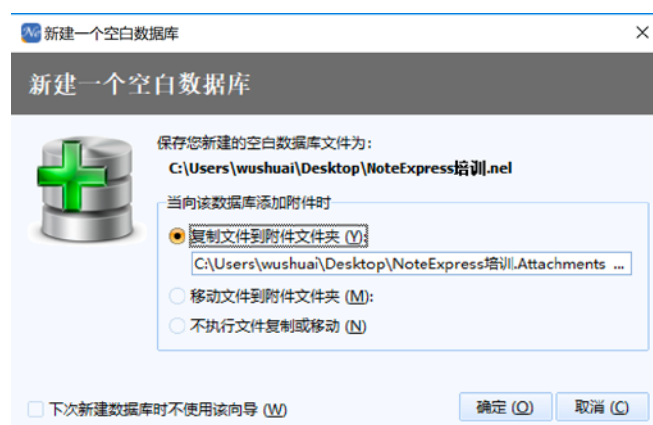 Ne 新建一个空白数据库
新建一个空白数据库
保存您新建的空白数据库文件为:
C:\Users\wushuai\Desktop\NoteExpress培训.nel
当向该数据库添加附件时
复制文件到附件文件夹 (Y):
C:\Users\wushuai\Desktop\NoteExpress培训.Attachments ...
移动文件到附件文件夹 (M):
不执行文件复制或移动 (N)
下次新建数据库时不使用该向导 (W)
确定 (O) 取消 (C)